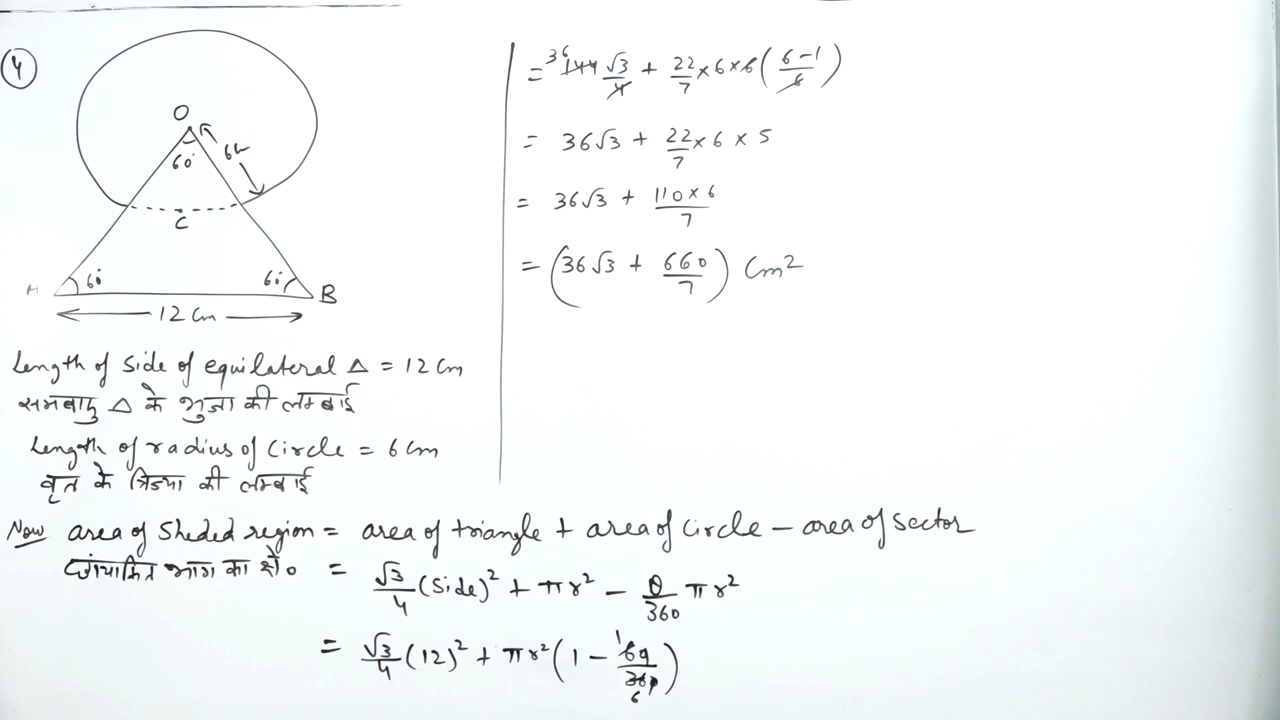 4
O
60°
6cm
C
60° 60°
A B
12 Cm
Length of Side of equilateral Δ = 12 Cm
समबाहु Δ के भुजा की लम्बाई
Length of radius of Circle = 6 Cm
वृत के त्रिज्या की लम्बाई
Now area of Sheded region = area of triangle + area of Circle – area of Sector
छायांकित भाग का क्षे० = √3/4 (Side)² + πr² – θ/360 πr²
= √3/4 (12)² + πr² (1 – 60/360)
= 144 √3/4 + 22/7 × 6 × 6 ( 6-1 / 6 )
= 36√3 + 22/7 × 6 × 5
= 36√3 + 110 × 6 / 7
= (36√3 + 660/7) Cm²